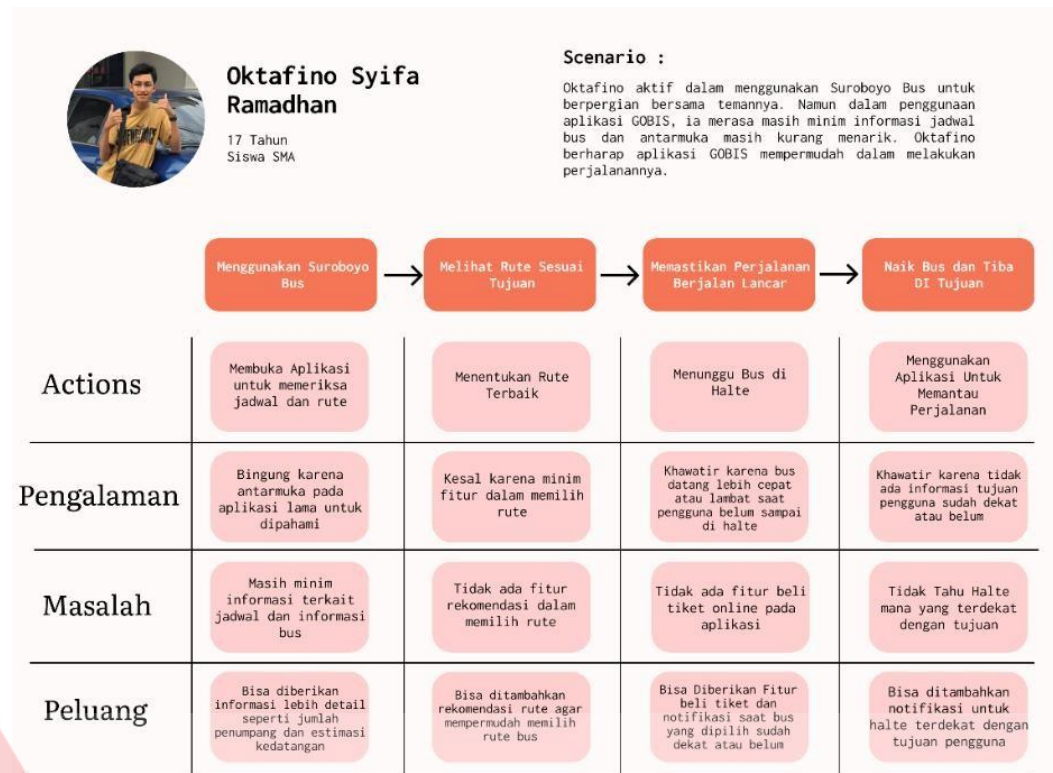 Oktafino Syifa
Ramadhan
17 Tahun
Siswa SMA
Scenario :
Oktafino aktif dalam menggunakan Suroboyo Bus untuk
berpergian bersama temannya. Namun dalam penggunaan
aplikasi GOBIS, ia merasa masih minim informasi jadwal
bus dan antarmuka masih kurang menarik. Oktafino
berharap aplikasi GOBIS mempermudah dalam melakukan
perjalanannya.
Menggunakan Suroboyo
Bus
Melihat Rute Sesuai
Tujuan
Memastikan Perjalanan
Berjalan Lancar
Naik Bus dan Tiba
DI Tujuan
Actions
Membuka Aplikasi
untuk memeriksa
jadwal dan rute
Menentukan Rute
Terbaik
Menunggu Bus di
Halte
Menggunakan
Aplikasi Untuk
Memantau
Perjalanan
Pengalaman
Bingung karena
antarmuka pada
aplikasi lama untuk
dipahami
Kesal karena minim
fitur dalam memilih
rute
Khawatir karena bus
datang lebih cepat
atau lambat saat
pengguna belum sampai
di halte
Khawatir karena tidak
ada informasi tujuan
pengguna sudah dekat
atau belum
Masalah
Masih minim
informasi terkait
jadwal dan informasi
bus
Tidak ada fitur
rekomendasi dalam
memilih rute
Tidak ada fitur beli
tiket online pada
aplikasi
Tidak Tahu Halte
mana yang terdekat
dengan tujuan
Peluang
Bisa diberikan
informasi lebih detail
seperti jumlah
penumpang dan estimasi
kedatangan
Bisa ditambahkan
rekomendasi rute agar
mempermudah memilih
rute bus
Bisa Diberikan Fitur
beli tiket dan
notifikasi saat bus
yang dipilih sudah
dekat atau belum
Bisa ditambahkan
notifikasi untuk
halte terdekat dengan
tujuan pengguna